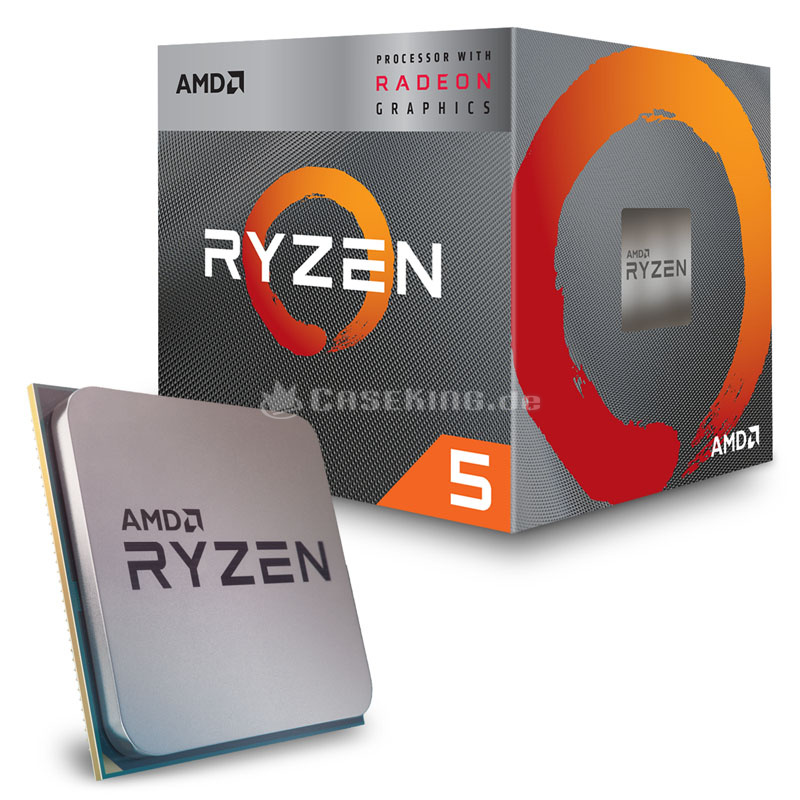 AMD
PROCESSOR WITH
RADEON
GRAPHICS
RYZEN
AMD
RYZEN
CASEKING.de
5
AMD
AMD
RYZEN